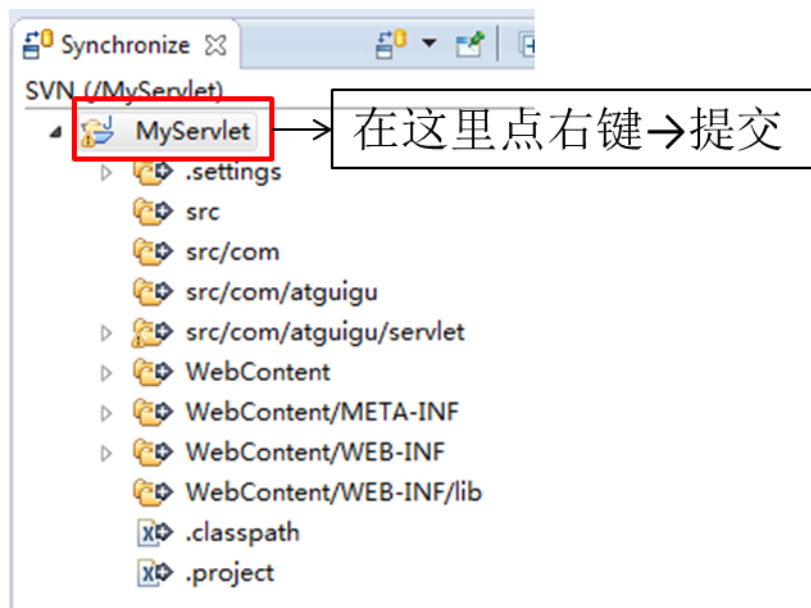 Synchronize
SVN (/MyServlet)
MyServlet
在这里点右键→提交
.settings
src
src/com
src/com/atguigu
src/com/atguigu/servlet
WebContent
WebContent/META-INF
WebContent/WEB-INF
WebContent/WEB-INF/lib
.classpath
.project